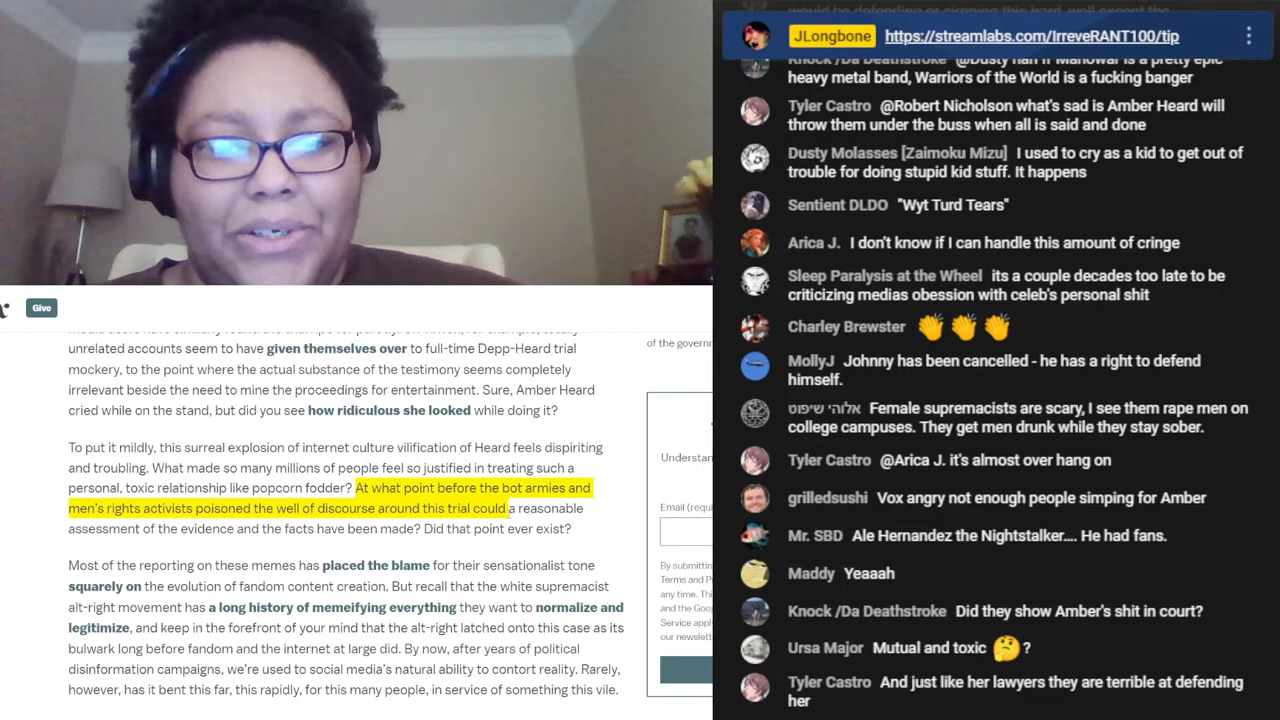 JLongbone https://streamlabs.com/IrreveRANT100/tip
Knock /Da Deathstroke
heavy metal band, Warriors of the World is a fucking banger
Tyler Castro @Robert Nicholson what's sad is Amber Heard will
throw them under the buss when all is said and done
Dusty Molasses [Zaimoku Mizu] I used to cry as a kid to get out of
trouble for doing stupid kid stuff. It happens
Sentient DLDO "Wyt Turd Tears"
Arica J. I don't know if I can handle this amount of cringe
Sleep Paralysis at the Wheel its a couple decades too late to be
criticizing medias obession with celeb's personal shit
Charley Brewster 👏 👏 👏
MollyJ Johnny has been cancelled - he has a right to defend
himself.
אלוהי שיפוט Female supremacists are scary, I see them rape men on
college campuses. They get men drunk while they stay sober.
Tyler Castro @Arica J. it's almost over hang on
grilledsushi Vox angry not enough people simping for Amber
Mr. SBD Ale Hernandez the Nightstalker.... He had fans.
Maddy Yeaaah
Knock /Da Deathstroke Did they show Amber's shit in court?
Ursa Major Mutual and toxic 🤔 ?
Tyler Castro And just like her lawyers they are terrible at defending
her
Give
unrelated accounts seem to have given themselves over to full-time Depp-Heard trial
mockery, to the point where the actual substance of the testimony seems completely
irrelevant beside the need to mine the proceedings for entertainment. Sure, Amber Heard
cried while on the stand, but did you see how ridiculous she looked while doing it?
To put it mildly, this surreal explosion of internet culture vilification of Heard feels dispiriting
and troubling. What made so many millions of people feel so justified in treating such a
personal, toxic relationship like popcorn fodder? At what point before the bot armies and
men's rights activists poisoned the well of discourse around this trial could a reasonable
assessment of the evidence and the facts have been made? Did that point ever exist?
Most of the reporting on these memes has placed the blame for their sensationalist tone
squarely on the evolution of fandom content creation. But recall that the white supremacist
alt-right movement has a long history of memeifying everything they want to normalize and
legitimize, and keep in the forefront of your mind that the alt-right latched onto this case as its
bulwark long before fandom and the internet at large did. By now, after years of political
disinformation campaigns, we're used to social media's natural ability to contort reality. Rarely,
however, has it bent this far, this rapidly, for this many people, in service of something this vile.
of the
Email
By submitting
Terms and
any time.
and the
Service
our